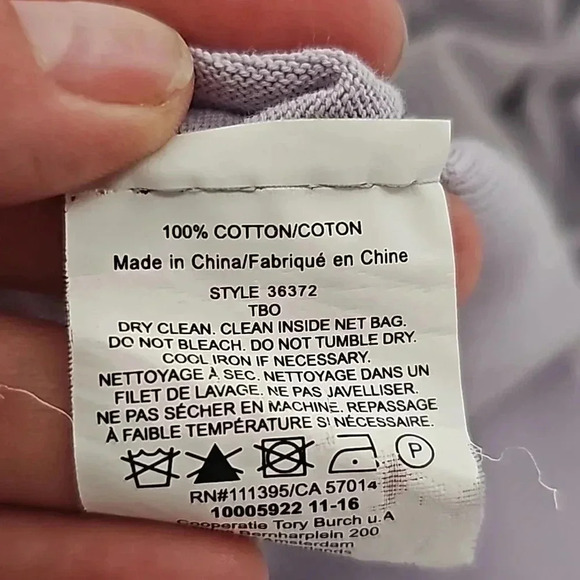 100% COTTON/COTON
Made in China/Fabriqué en Chine
STYLE 36372
TBO
DRY CLEAN. CLEAN INSIDE NET BAG.
DO NOT BLEACH. DO NOT TUMBLE DRY.
COOL IRON IF NECESSARY.
NETTOYAGE À SEC. NETTOYAGE DANS UN
FILET DE LAVAGE. NE PAS JAVELLISER.
NE PAS SÉCHER EN MACHINE. REPASSAGE
À FAIBLE TEMPÉRATURE SI NÉCESSAIRE.
P
RN#111395/CA 57014
10005922 11-16
Cooperatie Tory Burch u.A
Bernharplein 200
Amsterdam